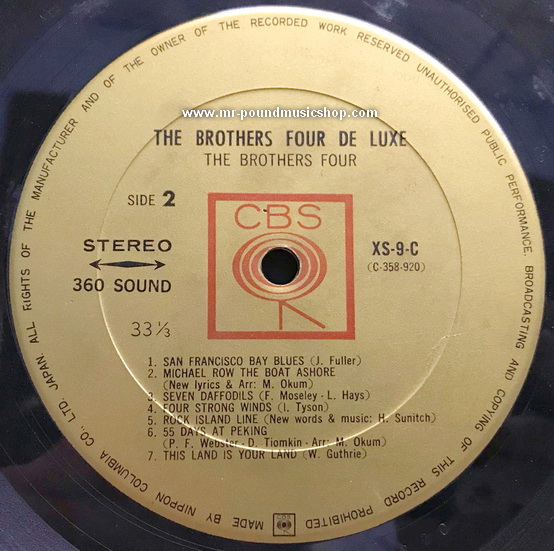 ALL RIGHTS OF THE MANUFACTURER AND OF THE OWNER OF THE RECORDED WORK RESERVED UNAUTHORISED PUBLIC PERFORMANCE. BROADCASTING AND COPYING OF THIS RECORD PROHIBITED
www.mr-poundmusicshop.com
THE BROTHERS FOUR DE LUXE
THE BROTHERS FOUR
SIDE 2
CBS
STEREO
360 SOUND
XS-9-C
(C-358-920)
33 1/3
1. SAN FRANCISCO BAY BLUES (J. Fuller)
2. MICHAEL ROW THE BOAT ASHORE
(New lyrics & Arr: M. Okum)
3. SEVEN DAFFODILS (F. Moseley - L. Hays)
4. FOUR STRONG WINDS (I. Tyson)
5. ROCK ISLAND LINE (New words & music: H. Sunitch)
6. 55 DAYS AT PEKING
(P. F. Webster - D. Tiomkin - Arr: M. Okum)
7. THIS LAND IS YOUR LAND (W. Guthrie)
CBS
MADE BY NIPPON COLUMBIA CO., LTD. JAPAN